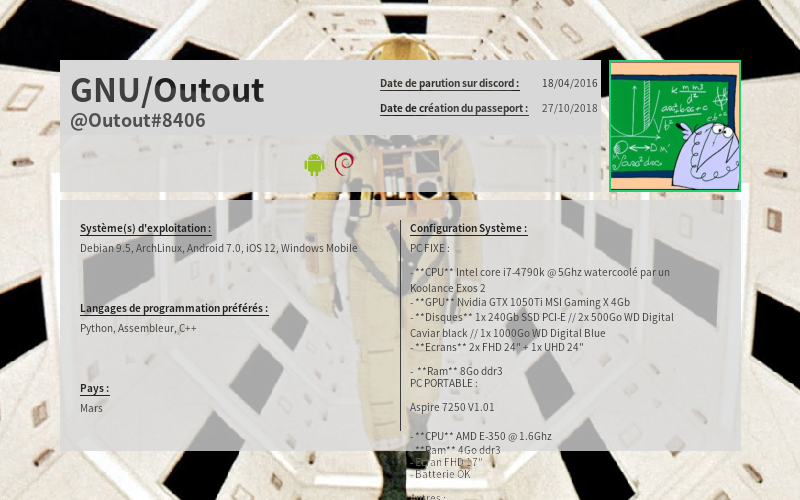 GNU/Outout
@Outout#8406
Date de parution sur discord : 18/04/2016
Date de création du passeport : 27/10/2018
Système(s) d'exploitation :
Debian 9.5, ArchLinux, Android 7.0, iOS 12, Windows Mobile
Langages de programmation préférés :
Python, Assembleur, C++
Pays :
Mars
Configuration Système :
PC FIXE :
-**CPU** Intel core i7-4790k @ 5Ghz watercoolé par un
Koolance Exos 2
-**GPU** Nvidia GTX 1050Ti MSI Gaming X 4Gb
-**Disques** 1x 240Gb SSD PCI-E // 2x 500Go WD Digital
Caviar black // 1x 1000Go WD Digital Blue
-**Ecrans** 2x FHD 24" + 1x UHD 24"
- **Ram** 8Go ddr3
PC PORTABLE :
Aspire 7250 V1.01
-**CPU** AMD E-350 @ 1.6Ghz
-**Ram** 4Go ddr3
-Ecran FHD 17"
-Batterie OK
Autres :